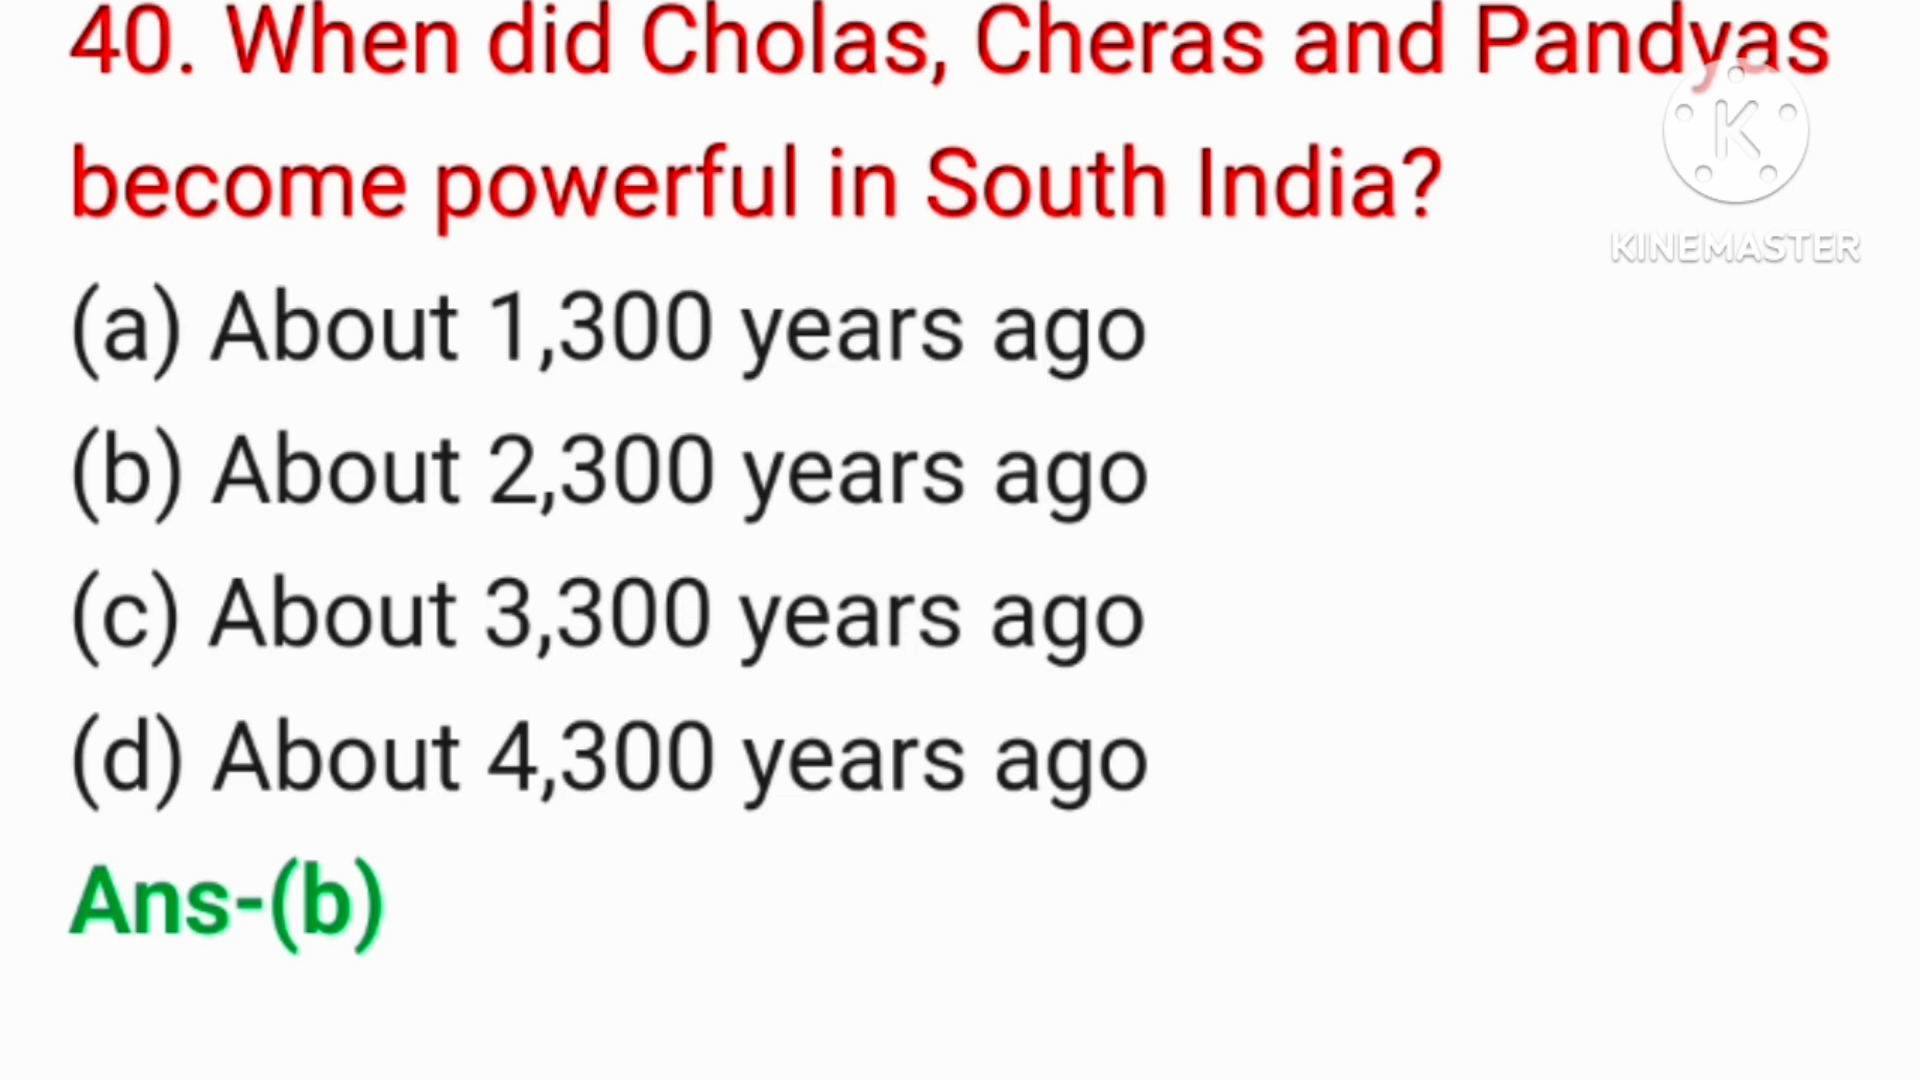 40. When did Cholas, Cheras and Pandyas
become powerful in South India?
K
KINEMASTER
(a) About 1,300 years ago
(b) About 2,300 years ago
(c) About 3,300 years ago
(d) About 4,300 years ago
Ans-(b)